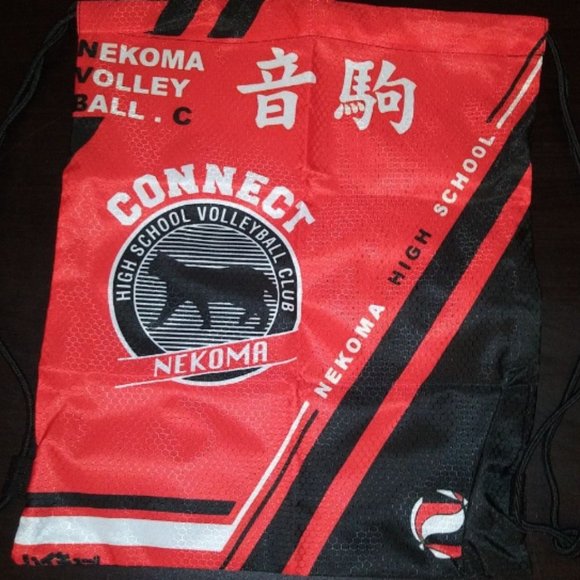 NEKOMA
VOLLEY
BALL . C
音駒
CONNECT
HIGH SCHOOL VOLLEYBALL CLUB
NEKOMA
NEKOMA HIGH SCHOOL